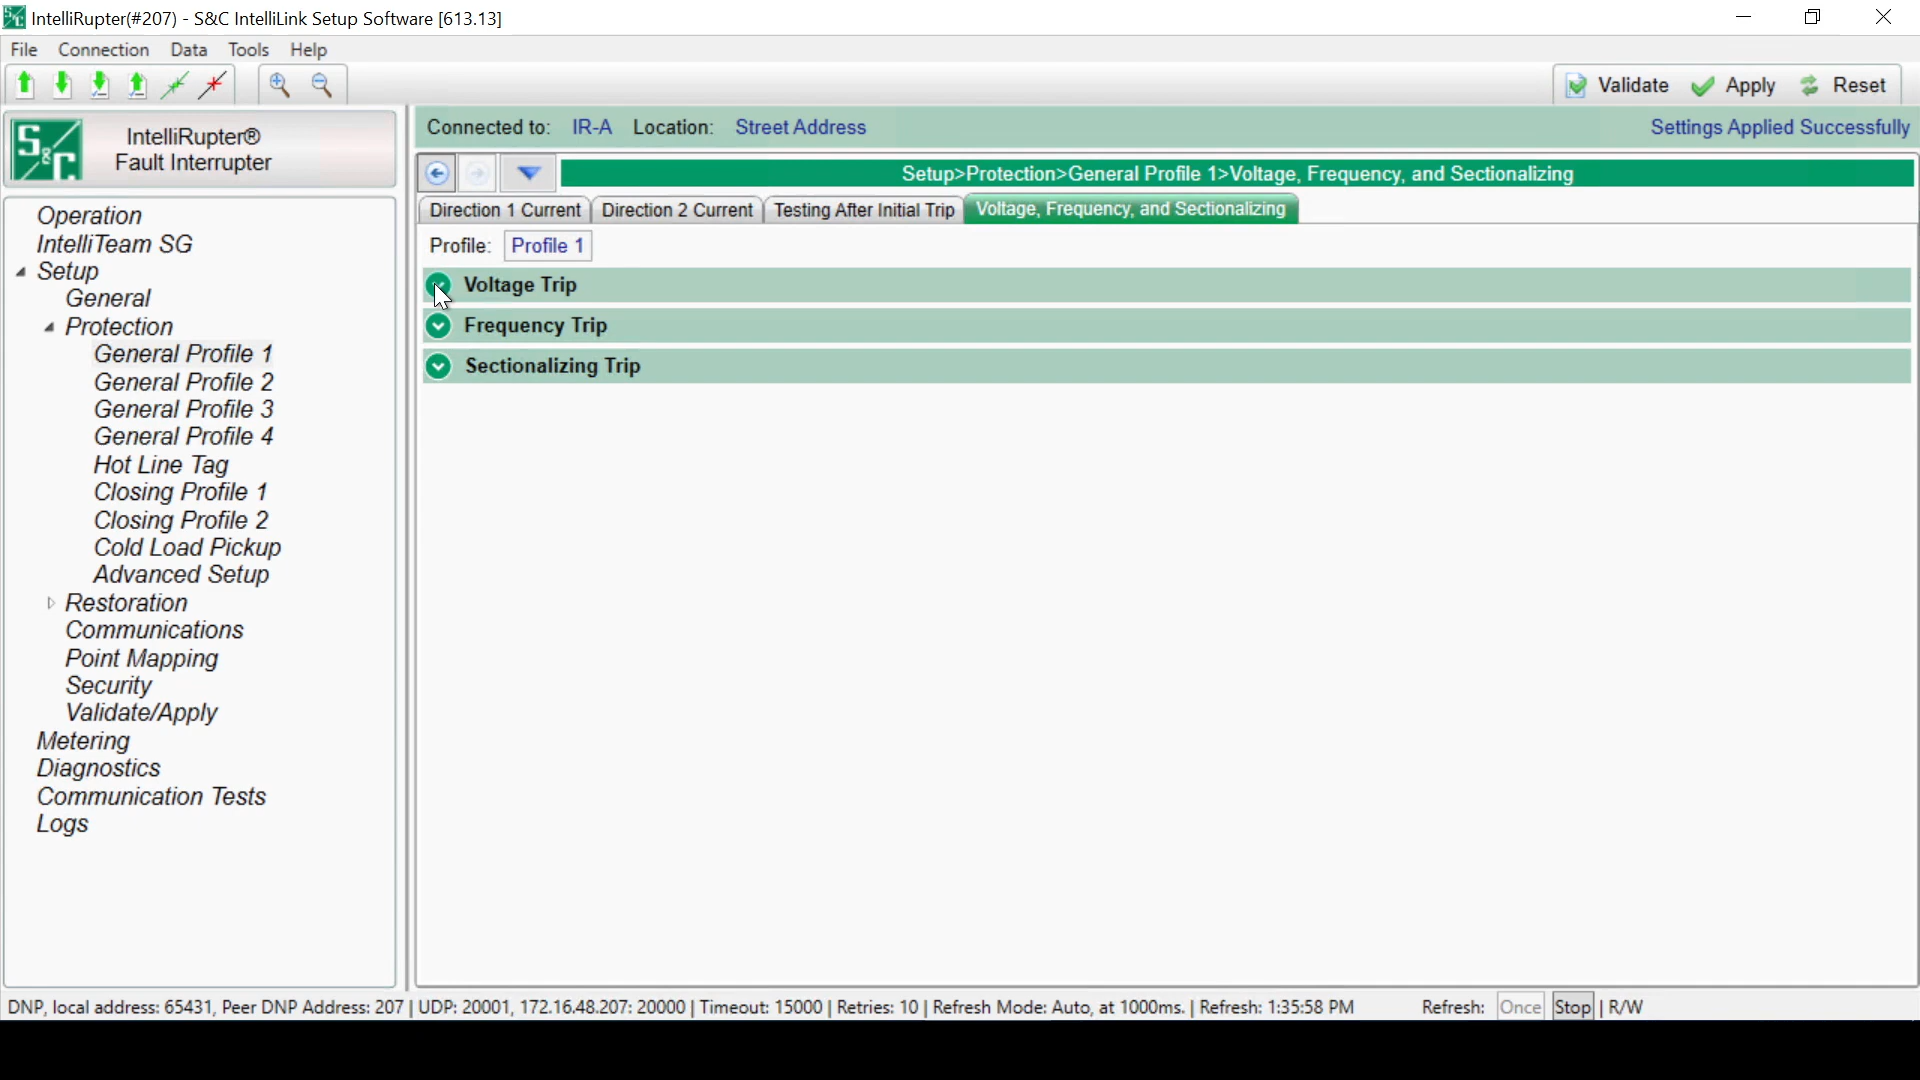 IntelliRupter(#207) - S&C IntelliLink Setup Software [613.13]
File Connection Data Tools Help
Validate Apply Reset
S&C
IntelliRupter®
Fault Interrupter
Connected to: IR-A Location: Street Address Settings Applied Successfully
Setup>Protection>General Profile 1>Voltage, Frequency, and Sectionalizing
Direction 1 Current Direction 2 Current Testing After Initial Trip Voltage, Frequency, and Sectionalizing
Profile: Profile 1
Voltage Trip
Frequency Trip
Sectionalizing Trip
Operation
IntelliTeam SG
Setup
General
Protection
General Profile 1
General Profile 2
General Profile 3
General Profile 4
Hot Line Tag
Closing Profile 1
Closing Profile 2
Cold Load Pickup
Advanced Setup
Restoration
Communications
Point Mapping
Security
Validate/Apply
Metering
Diagnostics
Communication Tests
Logs
DNP, local address: 65431, Peer DNP Address: 207 | UDP: 20001, 172.16.48.207: 20000 | Timeout: 15000 | Retries: 10 | Refresh Mode: Auto, at 1000ms. | Refresh: 1:35:58 PM Refresh: Once Stop | R/W